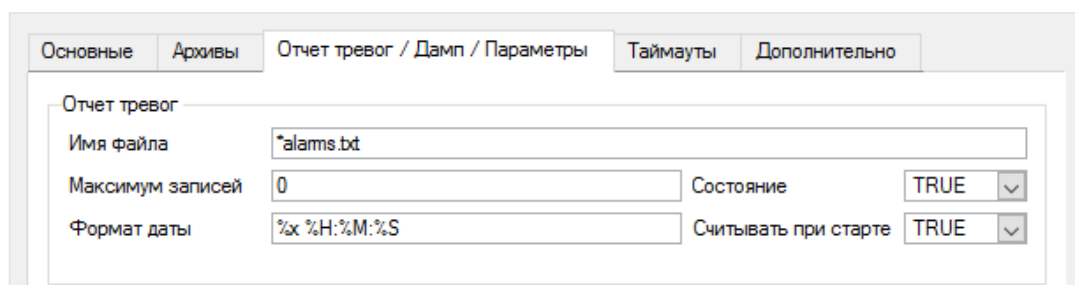 Основные Архивы Отчет тревог / Дамп / Параметры Таймауты Дополнительно
Отчет тревог
Имя файла *alarms.txt
Максимум записей 0 Состояние TRUE
Формат даты %x %H:%M:%S Считывать при старте TRUE